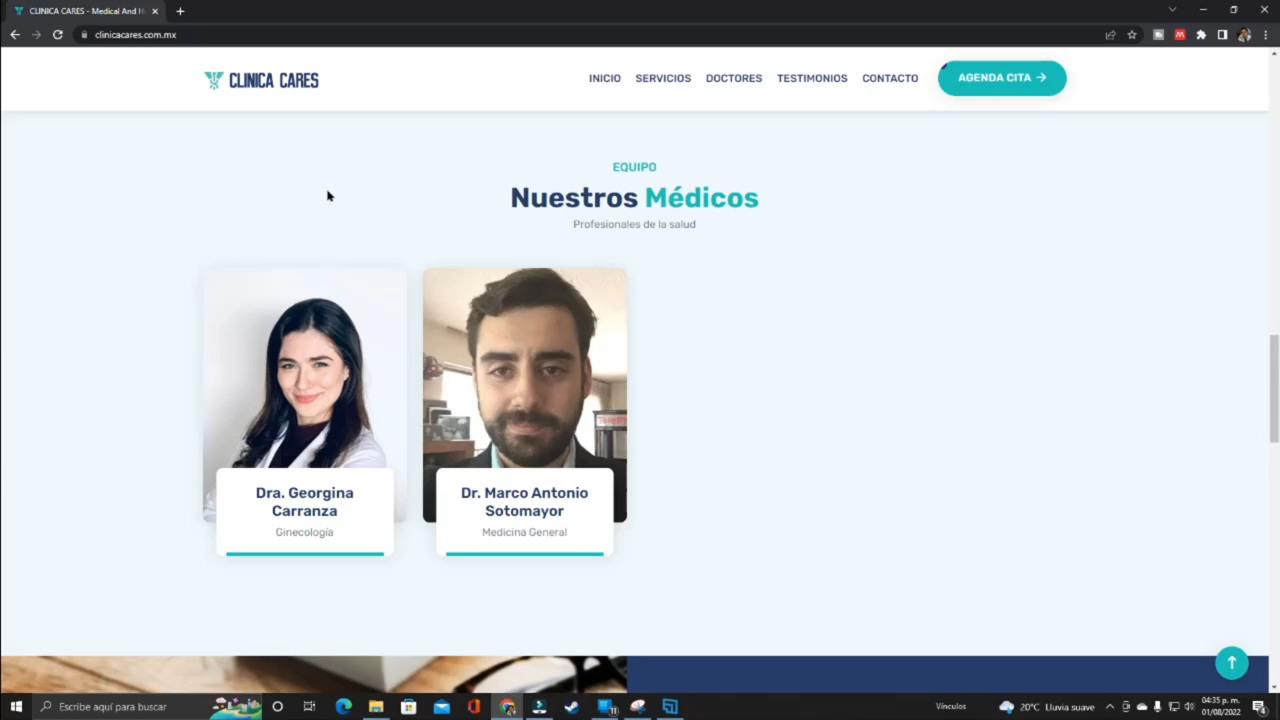 CLINICA CARES - Medical And H
clinicacares.com.mx
CLINICA CARES
INICIO SERVICIOS DOCTORES TESTIMONIOS CONTACTO AGENDA CITA
EQUIPO
Nuestros Médicos
Profesionales de la salud
Dra. Georgina
Carranza
Ginecología
Dr. Marco Antonio
Sotomayor
Medicina General
Escribe aquí para buscar
Vínculos
20°C Lluvia suave
04:35 p. m.
01/08/2022